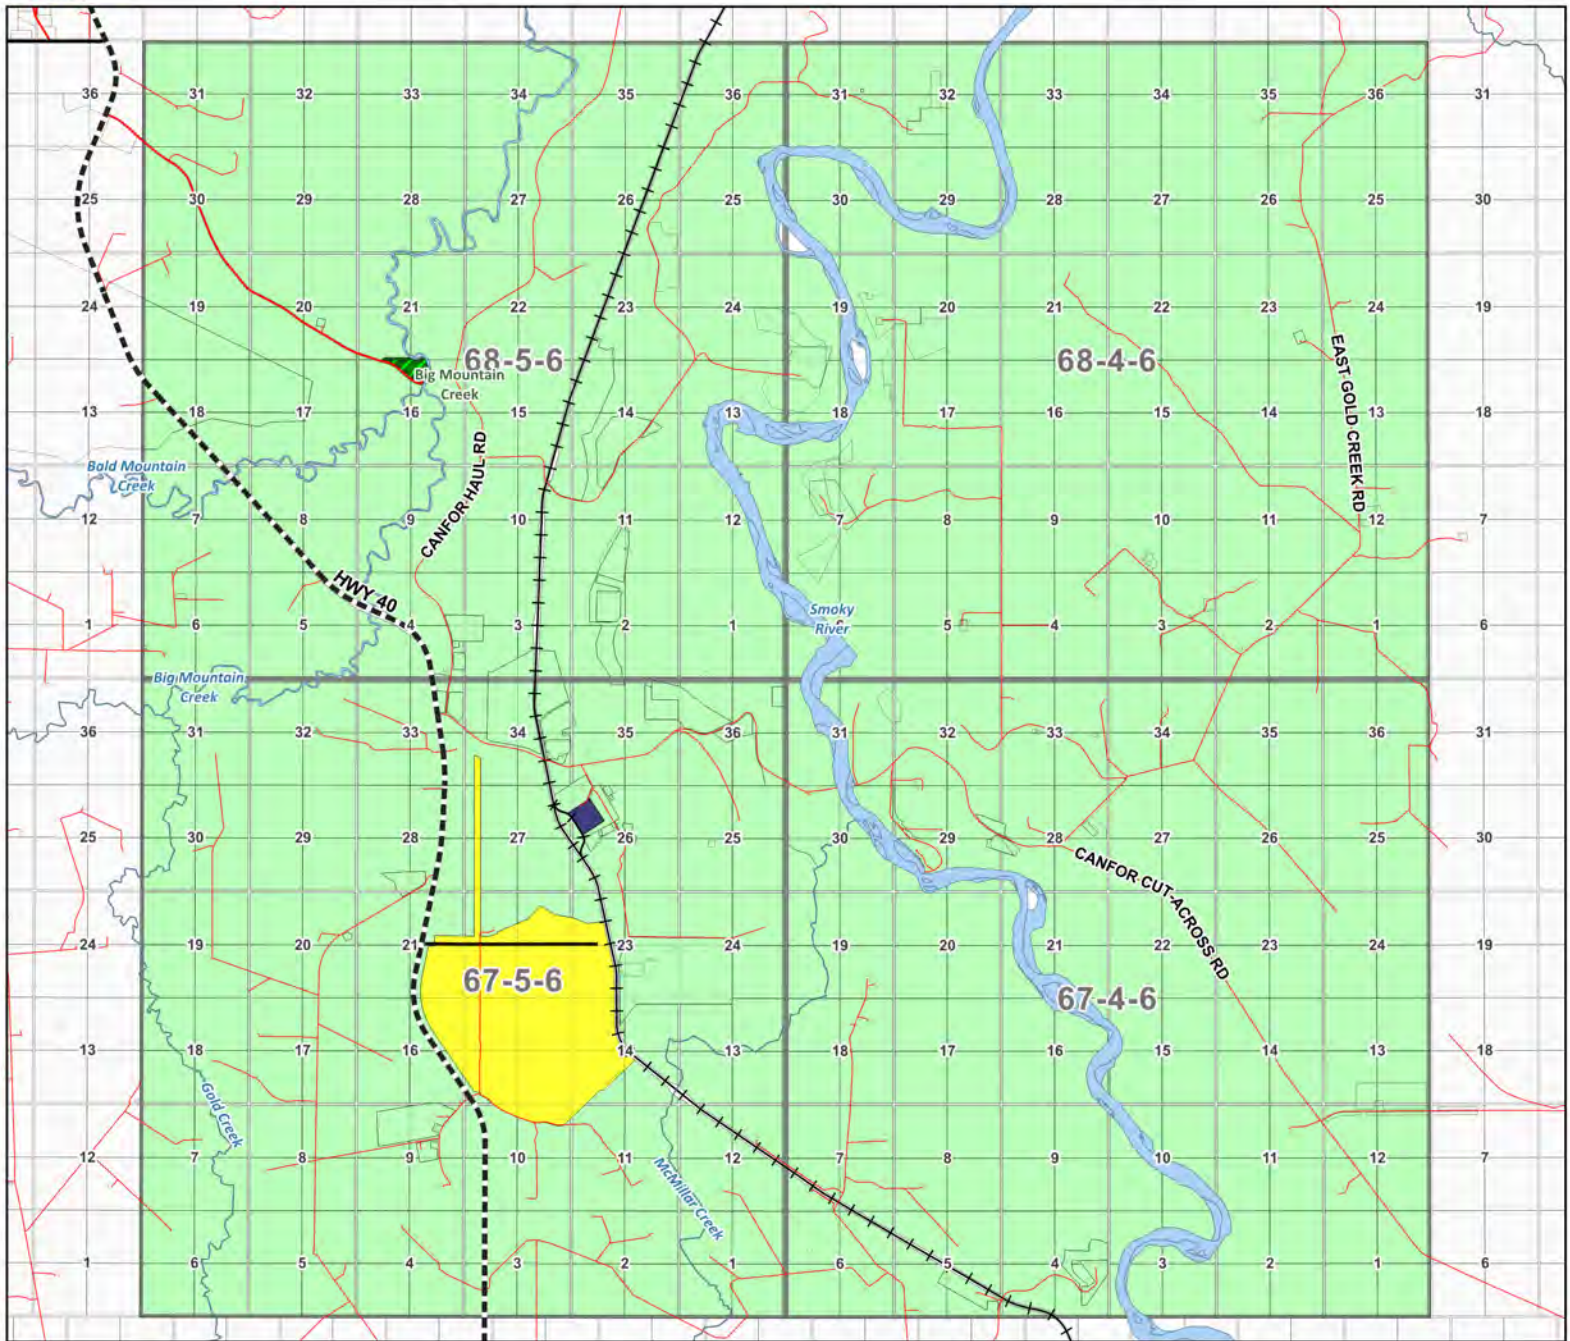 36 31 32 33 34 35 36 31 32 33 34 35 36 31
25 30 29 28 27 26 25 30 29 28 27 26 25 30
24 19 20 21 22 23 24 19 20 21 22 23 24 19
68-5-6 68-4-6
Big Mountain
Creek
EAST GOLD CREEK RD
13 18 17 16 15 14 13 18 17 16 15 14 13 18
Bald Mountain
Creek
CANFOR HAUL RD
12 7 8 9 10 11 12 7 8 9 10 11 12 7
HWY 40
Smoky
River
1 6 5 4 3 2 1 6 5 4 3 2 1 6
Big Mountain
Creek
36 31 32 33 34 35 36 31 32 33 34 35 36 31
25 30 29 28 27 26 25 30 29 28 27 26 25 30
CANFOR CUT-ACROSS RD
24 19 20 21 23 24 19 20 21 22 23 24 19
67-5-6 67-4-6
13 18 17 16 14 13 18 17 16 15 14 13 18
Gold Creek
12 7 8 9 10 11 12 7 8 9 10 11 12 7
McMillar Creek
1 6 5 4 3 2 1 6 5 4 3 2 1 6